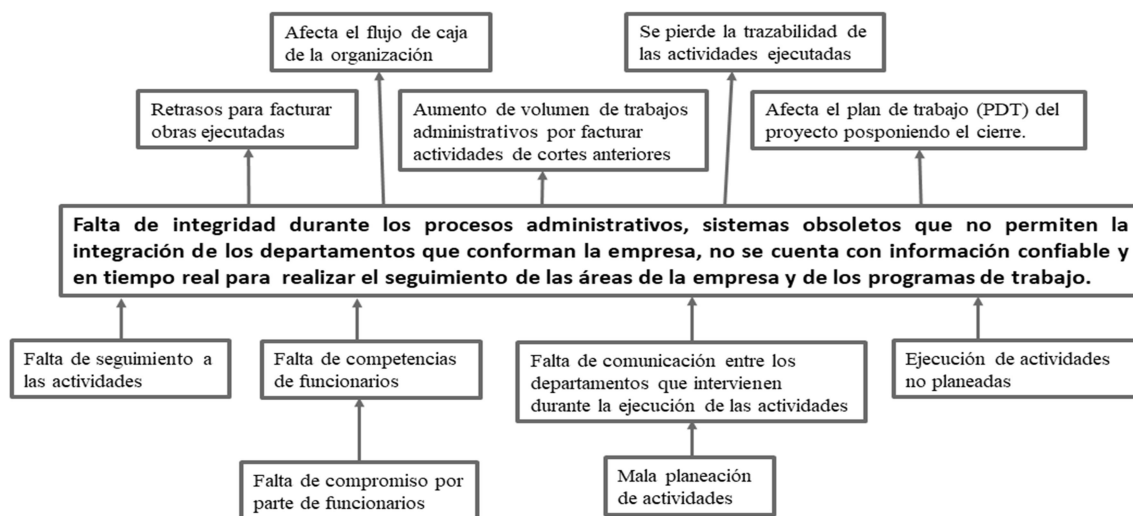 Afecta el flujo de caja
de la organización
Se pierde la trazabilidad de
las actividades ejecutadas
Retrasos para facturar
obras ejecutadas
Aumento de volumen de trabajos
administrativos por facturar
actividades de cortes anteriores
Afecta el plan de trabajo (PDT) del
proyecto posponiendo el cierre.
Falta de integridad durante los procesos administrativos, sistemas obsoletos que no permiten la
integración de los departamentos que conforman la empresa, no se cuenta con información confiable y
en tiempo real para realizar el seguimiento de las áreas de la empresa y de los programas de trabajo.
Falta de seguimiento a
las actividades
Falta de competencias
de funcionarios
Falta de comunicación entre los
departamentos que intervienen
durante la ejecución de las actividades
Ejecución de actividades
no planeadas
Falta de compromiso por
parte de funcionarios
Mala planeación
de actividades